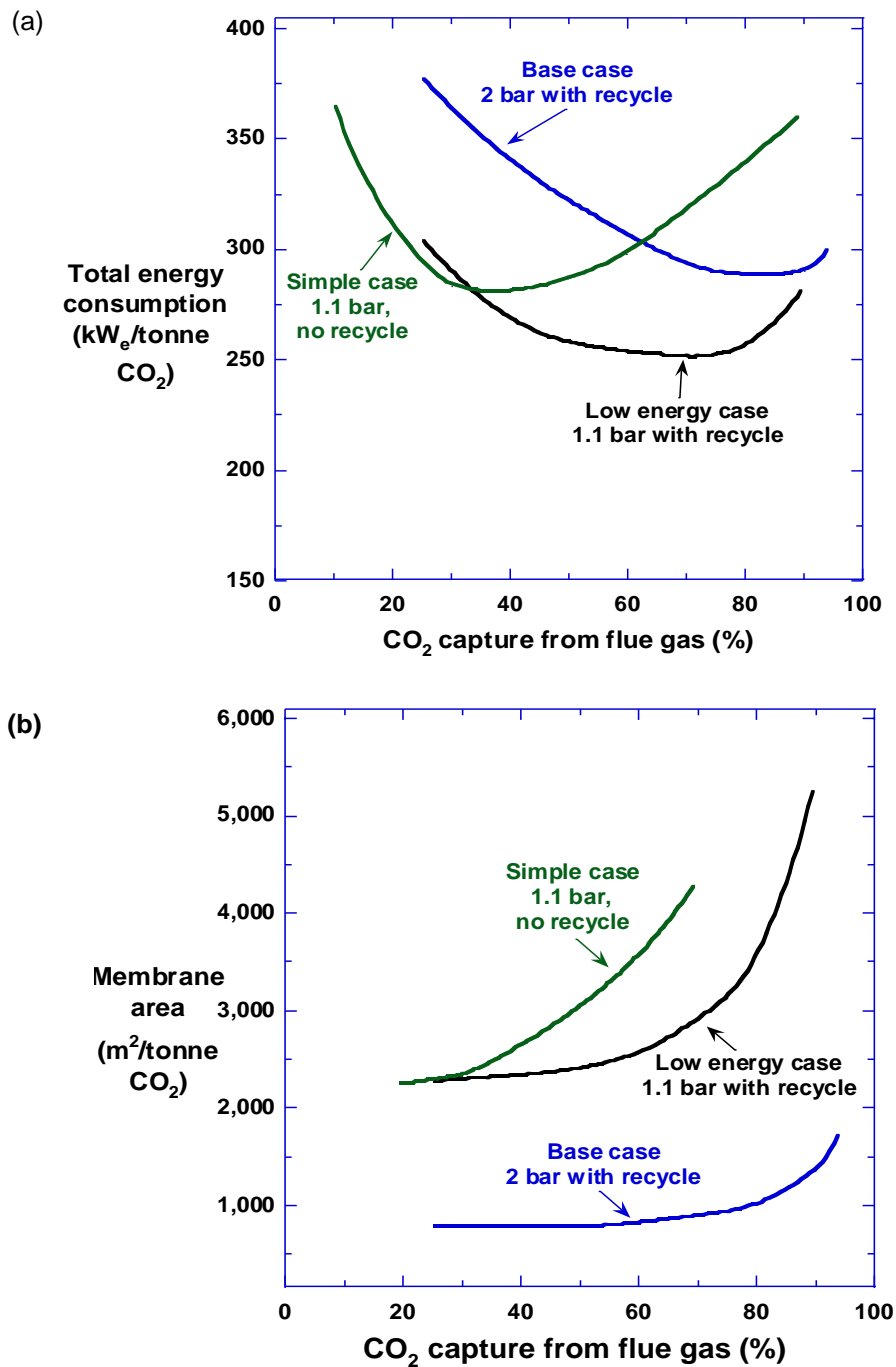 (a)
400
350
300
250
200
150
Total energy
consumption
(kWe/tonne
CO2)
Base case
2 bar with recycle
Simple case
1.1 bar,
no recycle
Low energy case
1.1 bar with recycle
0 20 40 60 80 100
CO2 capture from flue gas (%)
(b)
6,000
5,000
4,000
3,000
2,000
1,000
Membrane
area
(m²/tonne
CO2)
Simple case
1.1 bar,
no recycle
Low energy case
1.1 bar with recycle
Base case
2 bar with recycle
0 20 40 60 80 100
CO2 capture from flue gas (%)